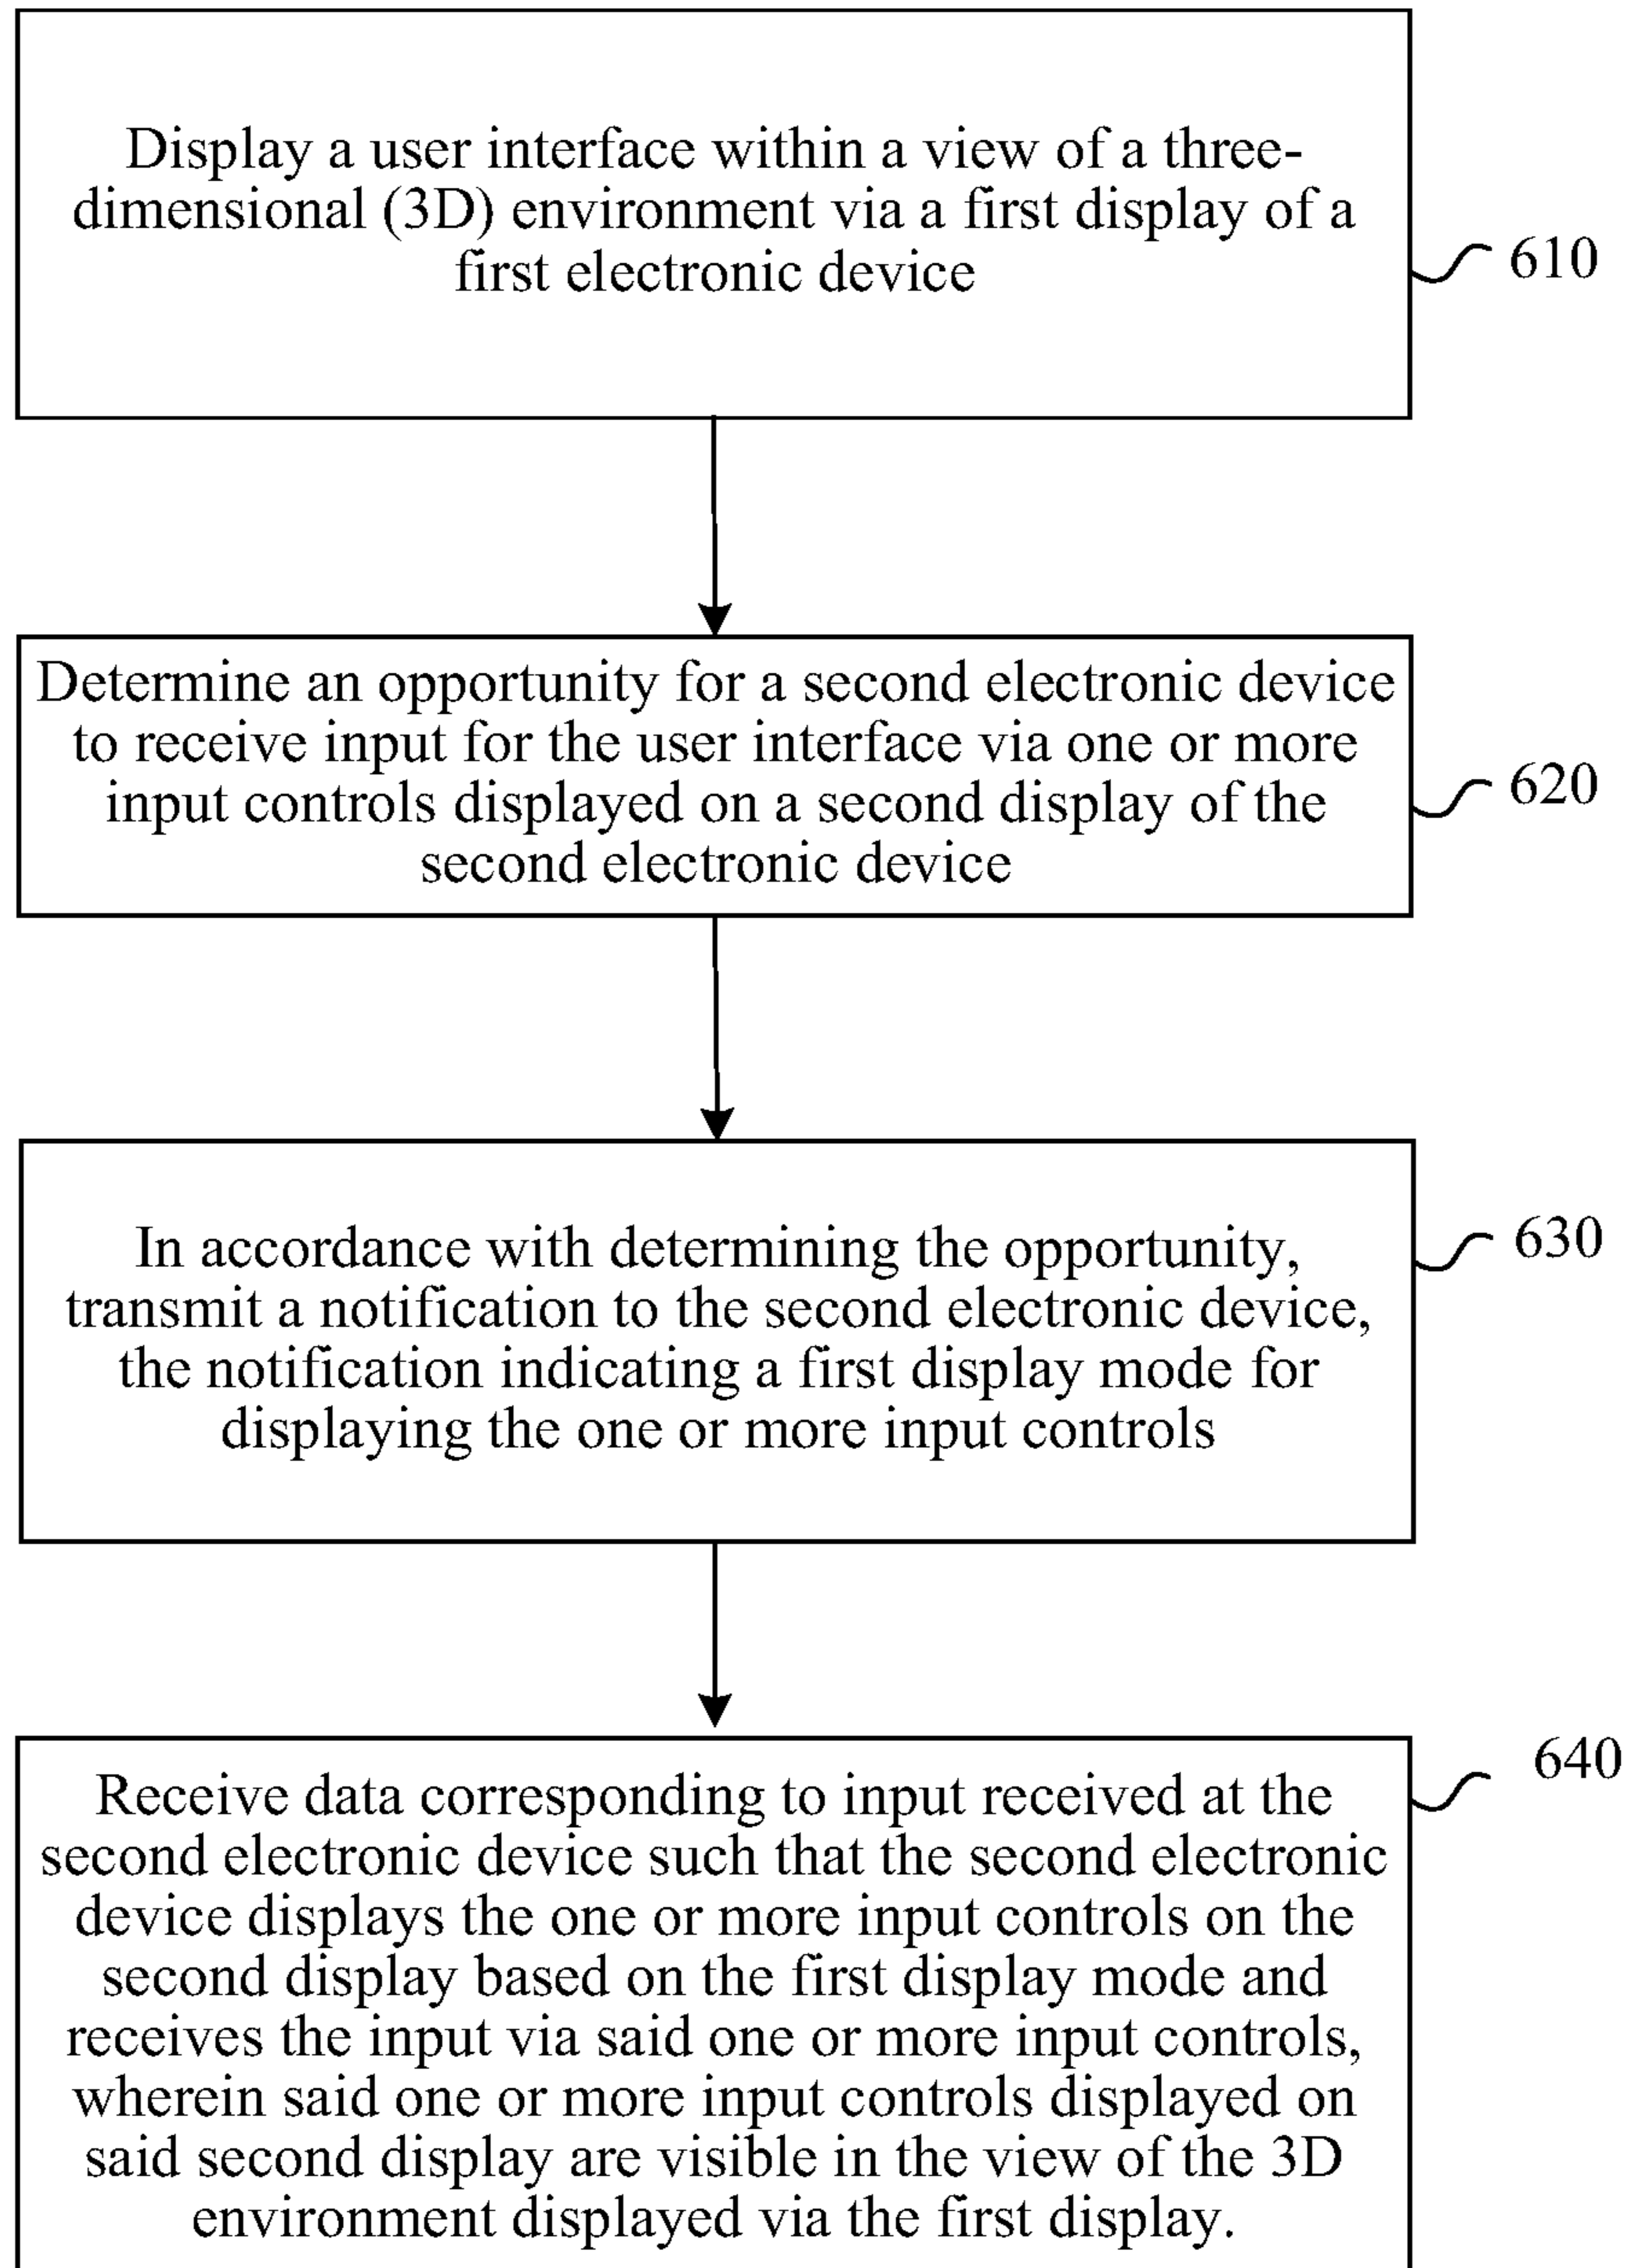 Display a user interface within a view of a three-
dimensional (3D) environment via a first display of a
first electronic device
610
Determine an opportunity for a second electronic device
to receive input for the user interface via one or more
input controls displayed on a second display of the
second electronic device
620
In accordance with determining the opportunity,
transmit a notification to the second electronic device,
the notification indicating a first display mode for
displaying the one or more input controls
630
Receive data corresponding to input received at the
second electronic device such that the second electronic
device displays the one or more input controls on the
second display based on the first display mode and
receives the input via said one or more input controls,
wherein said one or more input controls displayed on
said second display are visible in the view of the 3D
environment displayed via the first display.
640